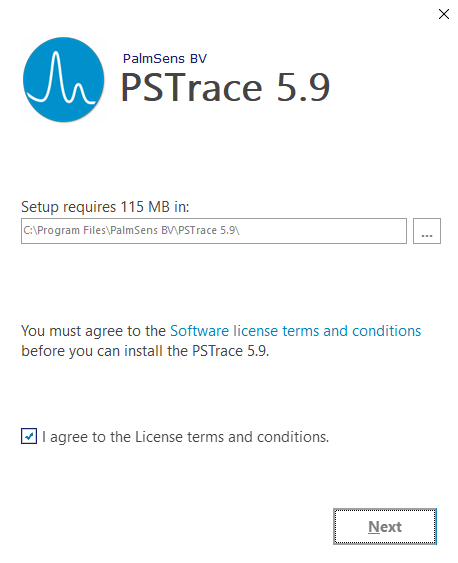 PalmSens BV
PSTrace 5.9
Setup requires 115 MB in:
C:\Program Files\PalmSens BV\PSTrace 5.9\
...
You must agree to the Software license terms and conditions
before you can install the PSTrace 5.9.
I agree to the License terms and conditions.
Next